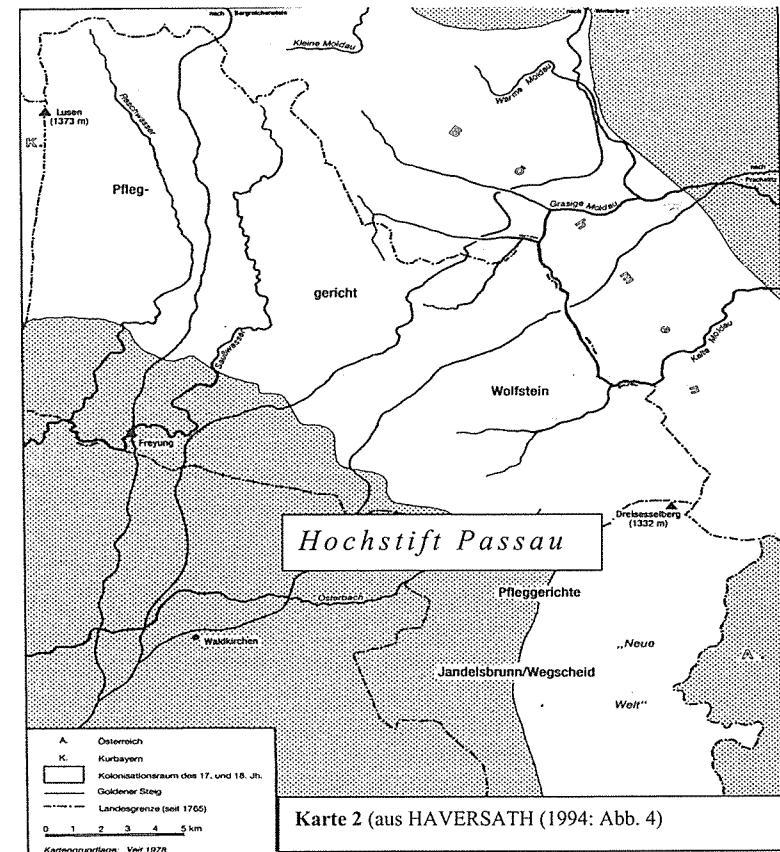 nach Bergreichenstein
nach Winterberg
Kleine Moldau
Warme Moldau
Lusen
(1373 m)
Reschwasser
K.
B
ö
h
m
e
n
nach
Prachatitz
Pfleg-
Grasige Moldau
gericht
Saußwasser
Kalte Moldau
Wolfstein
Freyung
Dreisesselberg
(1332 m)
Hochstift Passau
Pfleggerichte
Osterbach
Waldkirchen
„Neue
Jandelsbrunn/Wegscheid
A.
Welt“
A. Österreich
K. Kurbayern
Kolonisationsraum des 17. und 18. Jh.
Goldener Steig
Landesgrenze (seit 1765)
0 1 2 3 4 5 km
Kartengrundlage: Veit 1978
Karte 2 (aus HAVERSATH (1994: Abb. 4)